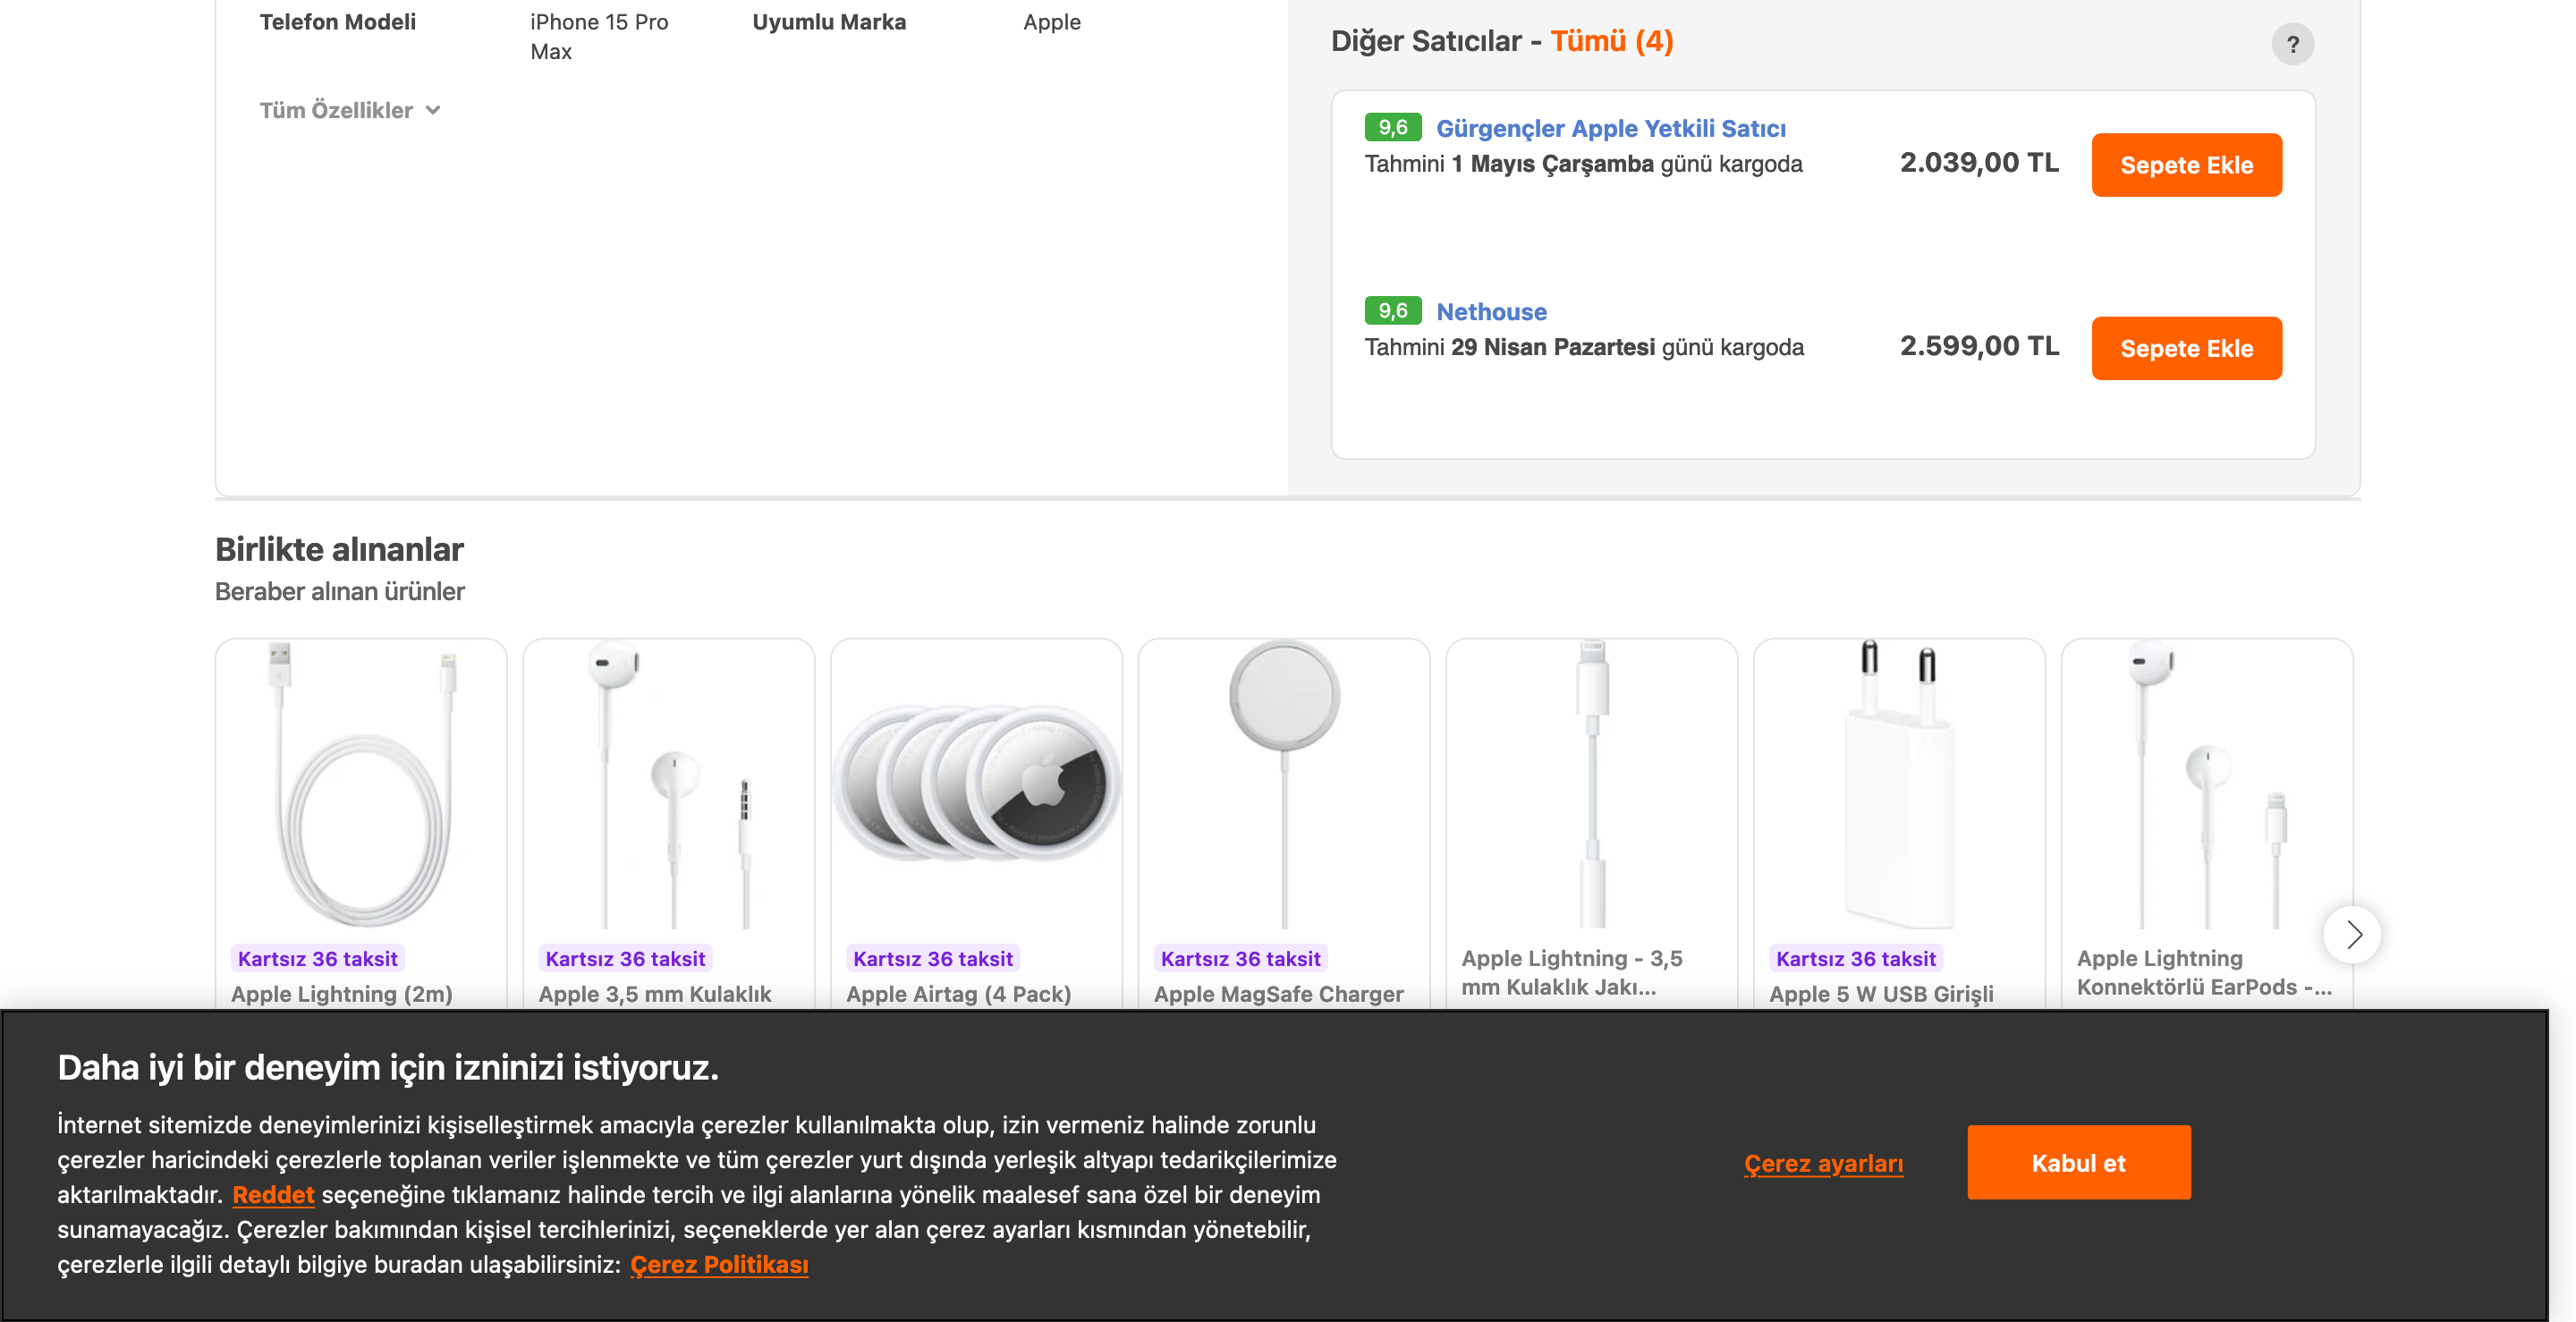 Telefon Modeli
iPhone 15 Pro
Max
Uyumlu Marka
Apple
Tüm Özellikler
Diğer Satıcılar - Tümü (4)
?
9,6 Gürgençler Apple Yetkili Satıcı
Tahmini 1 Mayıs Çarşamba günü kargoda
2.039,00 TL
Sepete Ekle
9,6 Nethouse
Tahmini 29 Nisan Pazartesi günü kargoda
2.599,00 TL
Sepete Ekle
Birlikte alınanlar
Beraber alınan ürünler
Kartsız 36 taksit
Apple Lightning (2m)
Kartsız 36 taksit
Apple 3,5 mm Kulaklık
Kartsız 36 taksit
Apple Airtag (4 Pack)
Kartsız 36 taksit
Apple MagSafe Charger
Apple Lightning - 3,5
mm Kulaklık Jakı...
Kartsız 36 taksit
Apple 5 W USB Girişli
Apple Lightning
Konnektörlü EarPods -...
Daha iyi bir deneyim için izninizi istiyoruz.
İnternet sitemizde deneyimlerinizi kişiselleştirmek amacıyla çerezler kullanılmakta olup, izin vermeniz halinde zorunlu
çerezler haricindeki çerezlerle toplanan veriler işlenmekte ve tüm çerezler yurt dışında yerleşik altyapı tedarikçilerimize
aktarılmaktadır. Reddet seçeneğine tıklamanız halinde tercih ve ilgi alanlarına yönelik maalesef sana özel bir deneyim
sunamayacağız. Çerezler bakımından kişisel tercihlerinizi, seçeneklerde yer alan çerez ayarları kısmından yönetebilir,
çerezlerle ilgili detaylı bilgiye buradan ulaşabilirsiniz: Çerez Politikası
Çerez ayarları
Kabul et